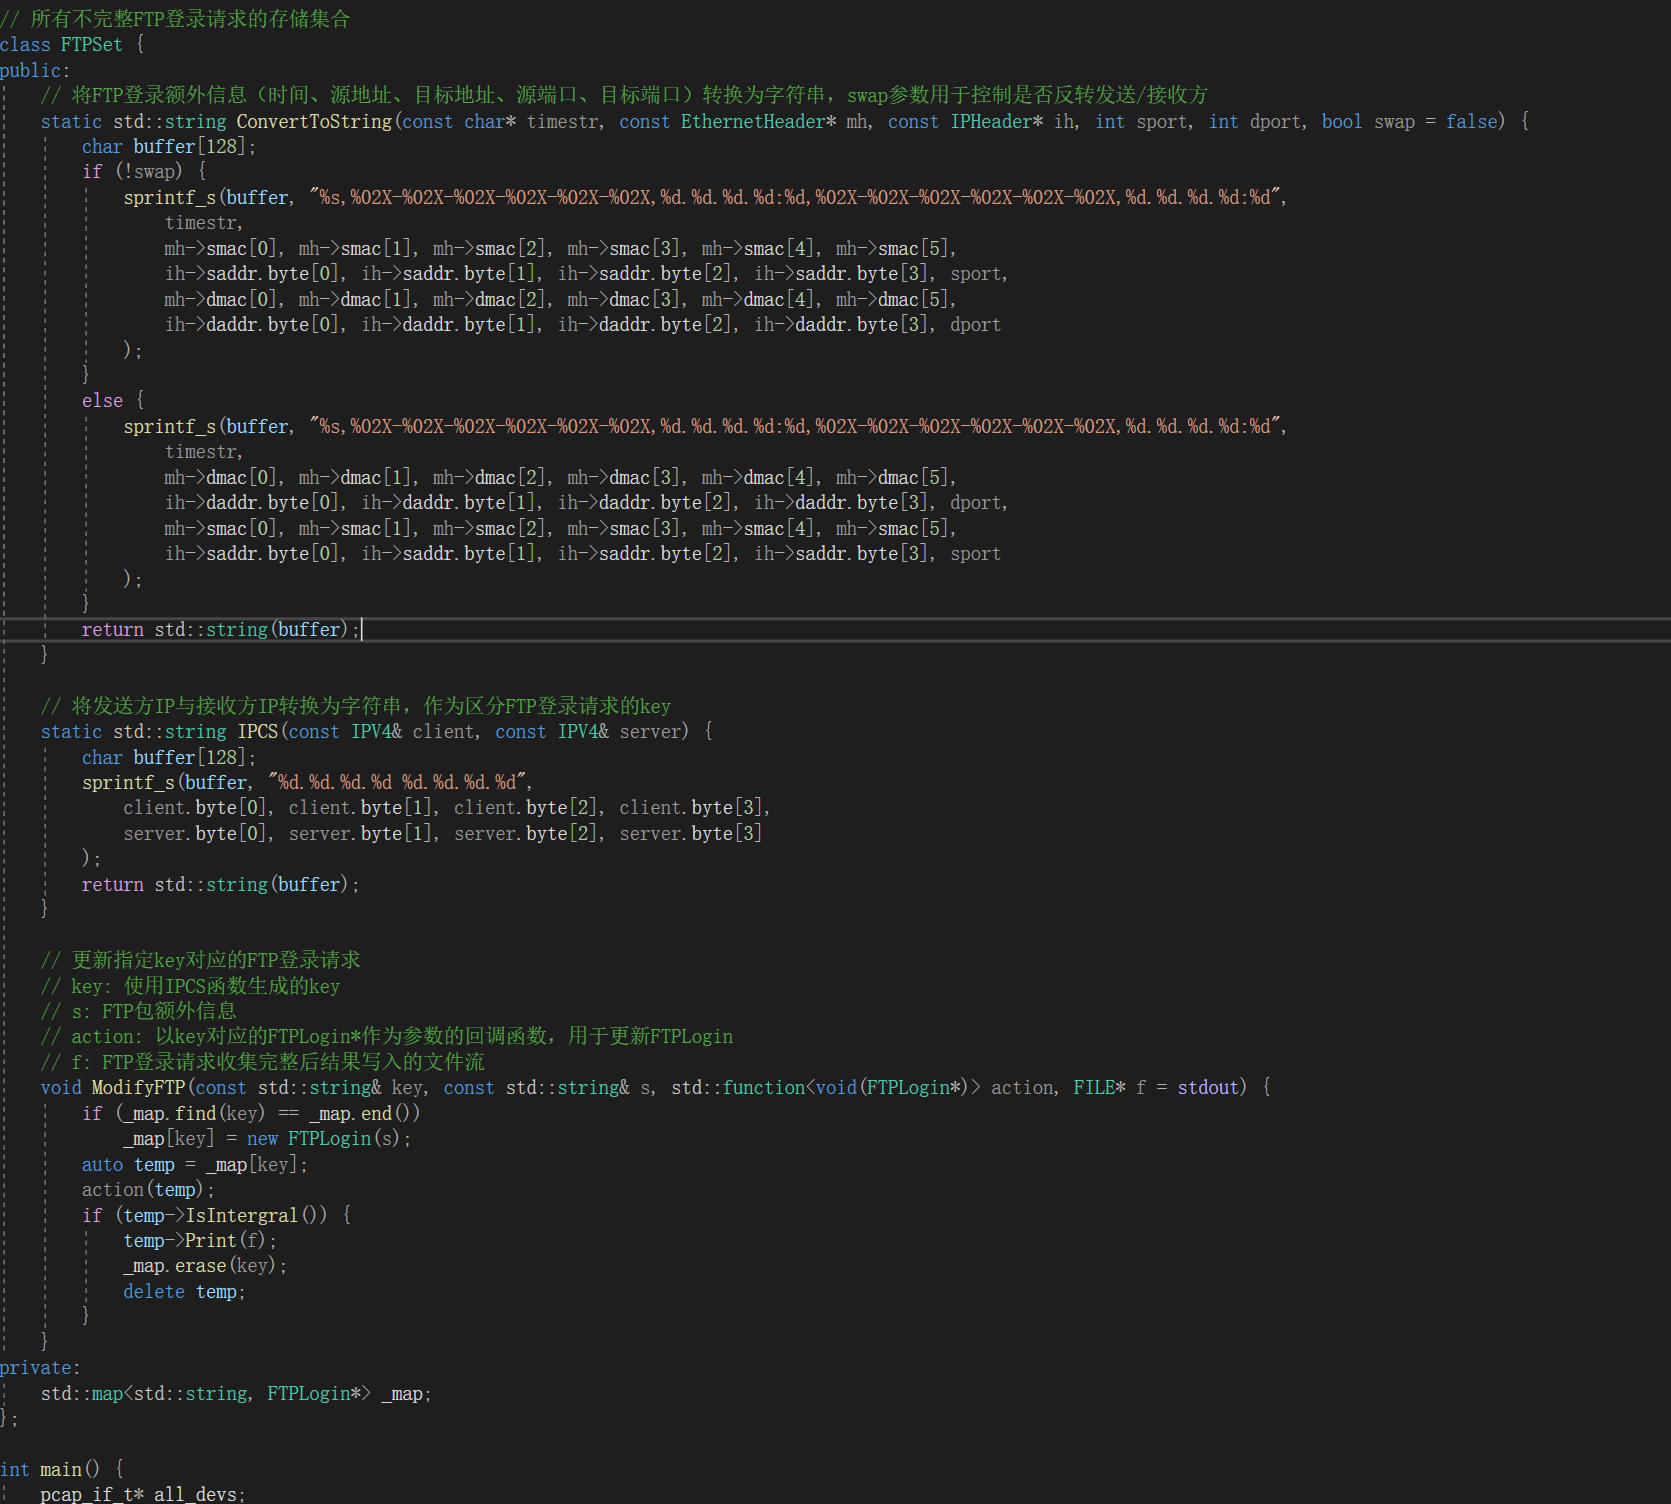 // 所有不完整FTP登录请求的存储集合
class FTPSet {
public:
    // 将FTP登录额外信息（时间、源地址、目标地址、源端口、目标端口）转换为字符串，swap参数用于控制是否反转发送/接收方
    static std::string ConvertToString(const char* timestr, const EthernetHeader* mh, const IPHeader* ih, int sport, int dport, bool swap = false) {
        char buffer[128];
        if (!swap) {
            sprintf_s(buffer, "%s,%02X-%02X-%02X-%02X-%02X-%02X,%d.%d.%d.%d:%d,%02X-%02X-%02X-%02X-%02X-%02X,%d.%d.%d.%d:%d",
                timestr,
                mh->smac[0], mh->smac[1], mh->smac[2], mh->smac[3], mh->smac[4], mh->smac[5],
                ih->saddr.byte[0], ih->saddr.byte[1], ih->saddr.byte[2], ih->saddr.byte[3], sport,
                mh->dmac[0], mh->dmac[1], mh->dmac[2], mh->dmac[3], mh->dmac[4], mh->dmac[5],
                ih->daddr.byte[0], ih->daddr.byte[1], ih->daddr.byte[2], ih->daddr.byte[3], dport
            );
        }
        else {
            sprintf_s(buffer, "%s,%02X-%02X-%02X-%02X-%02X-%02X,%d.%d.%d.%d:%d,%02X-%02X-%02X-%02X-%02X-%02X,%d.%d.%d.%d:%d",
                timestr,
                mh->dmac[0], mh->dmac[1], mh->dmac[2], mh->dmac[3], mh->dmac[4], mh->dmac[5],
                ih->daddr.byte[0], ih->daddr.byte[1], ih->daddr.byte[2], ih->daddr.byte[3], dport,
                mh->smac[0], mh->smac[1], mh->smac[2], mh->smac[3], mh->smac[4], mh->smac[5],
                ih->saddr.byte[0], ih->saddr.byte[1], ih->saddr.byte[2], ih->saddr.byte[3], sport
            );
        }
        return std::string(buffer);
    }

    // 将发送方IP与接收方IP转换为字符串，作为区分FTP登录请求的key
    static std::string IPCS(const IPV4& client, const IPV4& server) {
        char buffer[128];
        sprintf_s(buffer, "%d.%d.%d.%d %d.%d.%d.%d",
            client.byte[0], client.byte[1], client.byte[2], client.byte[3],
            server.byte[0], server.byte[1], server.byte[2], server.byte[3]
        );
        return std::string(buffer);
    }

    // 更新指定key对应的FTP登录请求
    // key: 使用IPCS函数生成的key
    // s: FTP包额外信息
    // action: 以key对应的FTPLogin*作为参数的回调函数，用于更新FTPLogin
    // f: FTP登录请求收集完整后结果写入的文件流
    void ModifyFTP(const std::string& key, const std::string& s, std::function<void(FTPLogin*)> action, FILE* f = stdout) {
        if (_map.find(key) == _map.end())
            _map[key] = new FTPLogin(s);
        auto temp = _map[key];
        action(temp);
        if (temp->IsIntergral()) {
            temp->Print(f);
            _map.erase(key);
            delete temp;
        }
    }
private:
    std::map<std::string, FTPLogin*> _map;
};

int main() {
    pcap_if_t* all_devs;